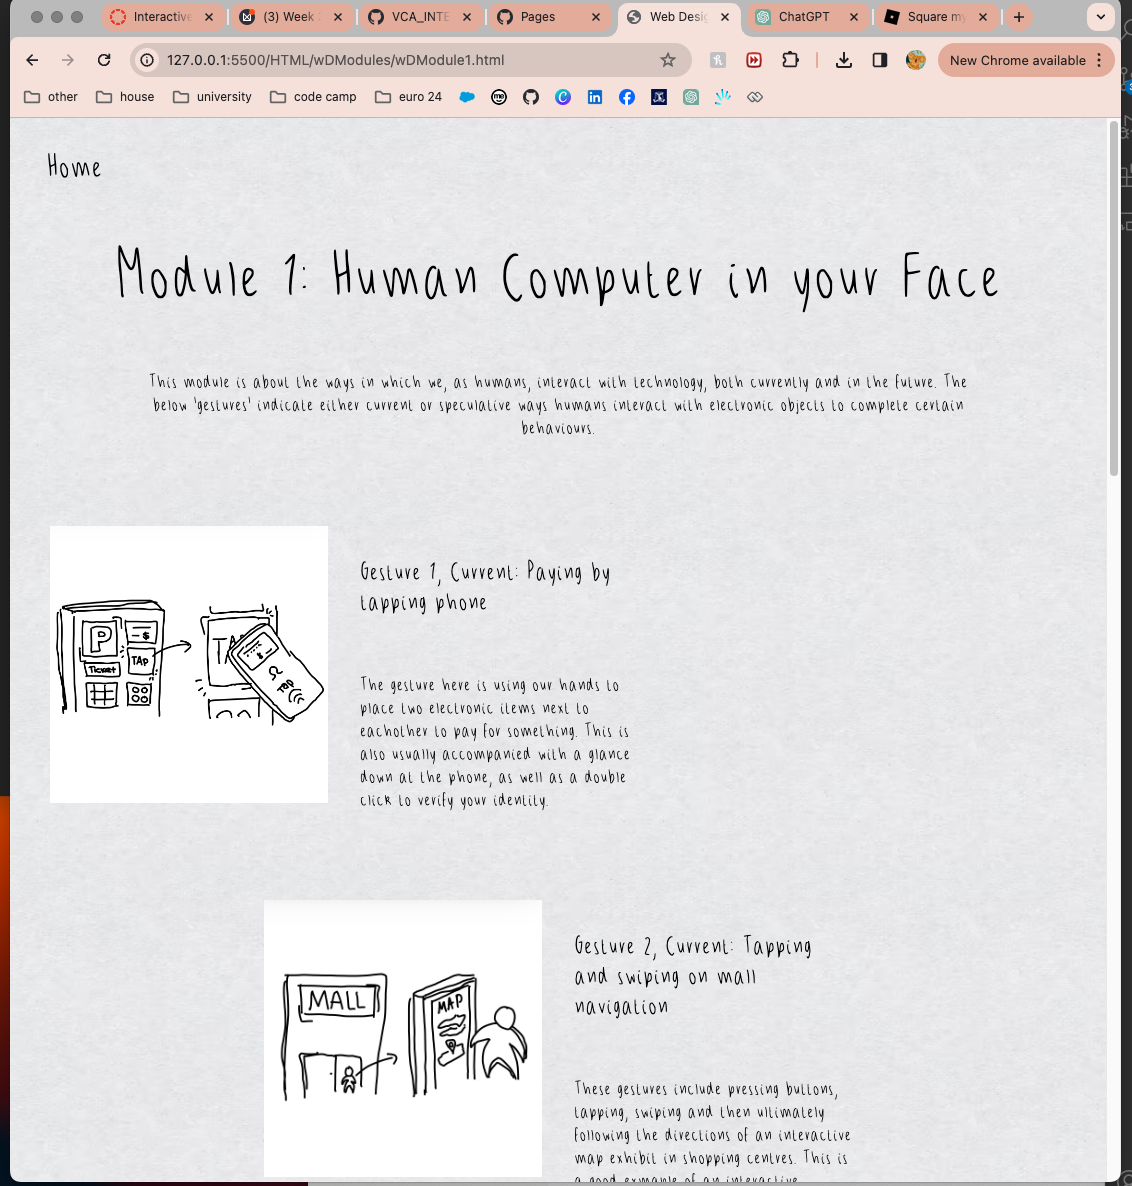 Interactive
(3) Week
VCA_INTE
Pages
Web Desig
ChatGPT
Square my
127.0.0.1:5500/HTML/wDModules/wDModule1.html
New Chrome available
other
house
university
code camp
euro 24
me
Home
Module 1: Human Computer in your Face
This module is about the ways in which we, as humans, interact with technology, both currently and in the future. The
below 'gestures' indicate either current or speculative ways humans interact with electronic objects to complete certain
behaviours.
P
$
Ticket
TAP
TA
$
Gesture 1, Current: Paying by
tapping phone
The gesture here is using our hands to
place two electronic items next to
eachother to pay for something. This is
also usually accompanied with a glance
down at the phone, as well as a double
click to verify your identity.
MALL
MAP
Gesture 2, Current: Tapping
and swiping on mall
navigation
These gestures include pressing buttons,
tapping, swiping and then ultimately
following the directions of an interactive
map exhibit in shopping centres. This is
a good exmaple of an interactive